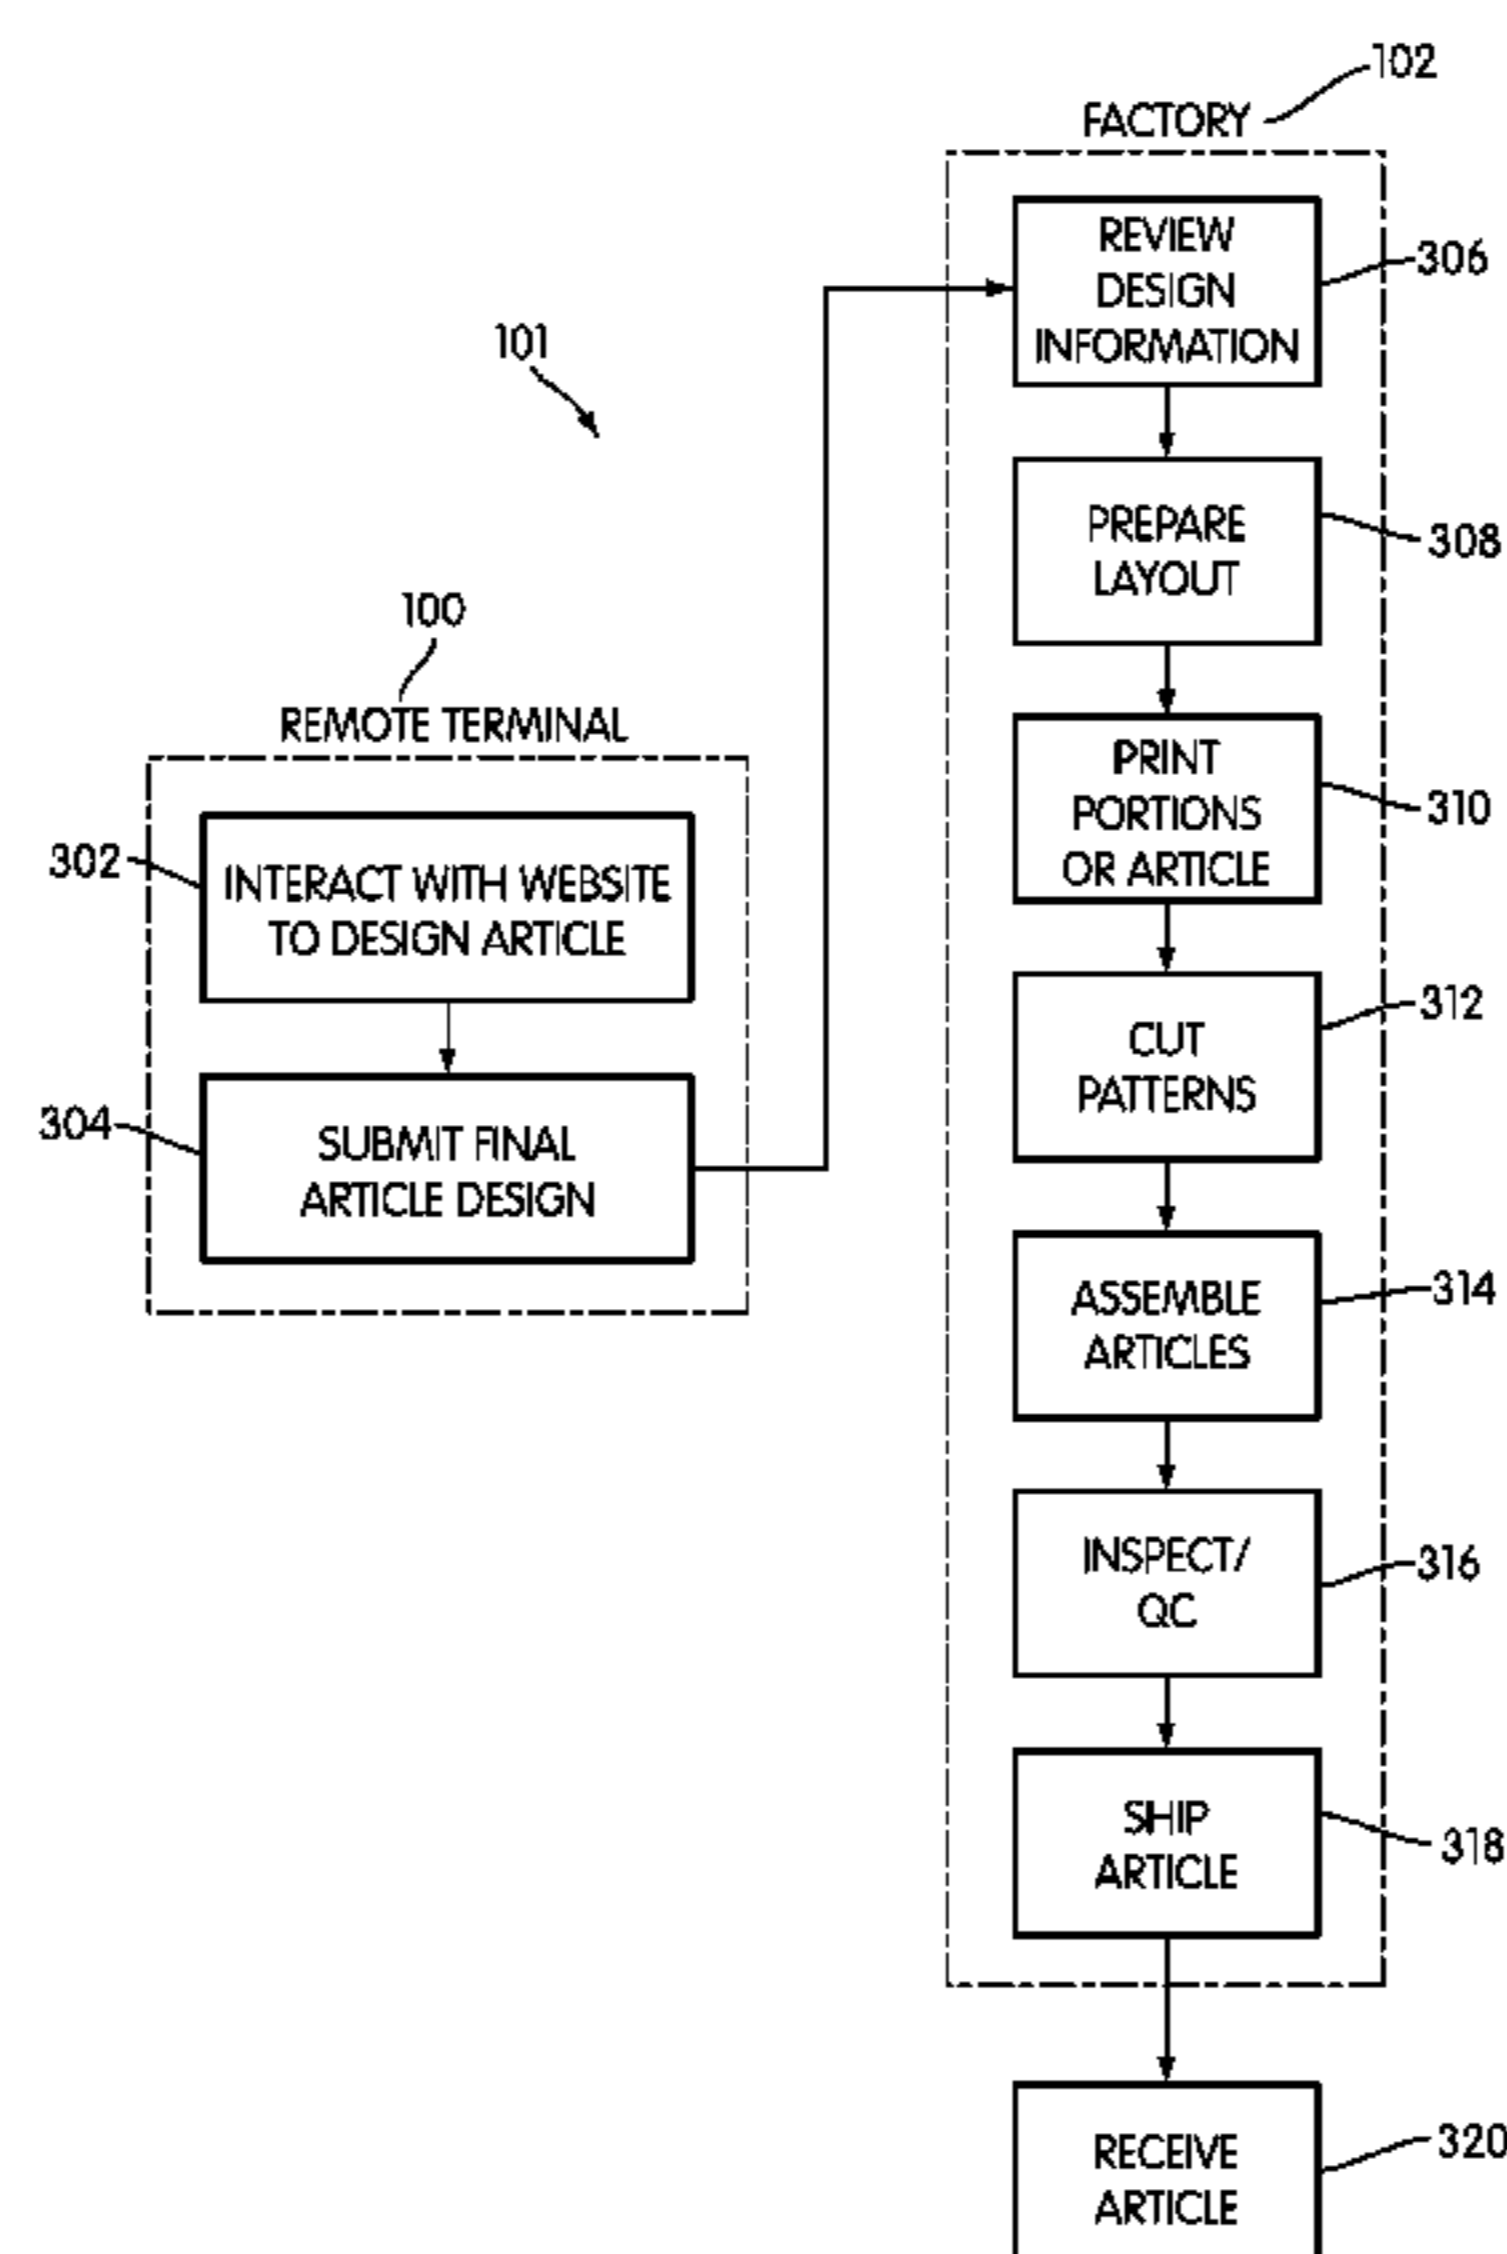 102
FACTORY
REVIEW
DESIGN
INFORMATION
306
101
PREPARE
LAYOUT
308
100
REMOTE TERMINAL
PRINT
PORTIONS
OR ARTICLE
310
302
INTERACT WITH WEBSITE
TO DESIGN ARTICLE
CUT
PATTERNS
312
304
SUBMIT FINAL
ARTICLE DESIGN
ASSEMBLE
ARTICLES
314
INSPECT/
QC
316
SHIP
ARTICLE
318
RECEIVE
ARTICLE
320